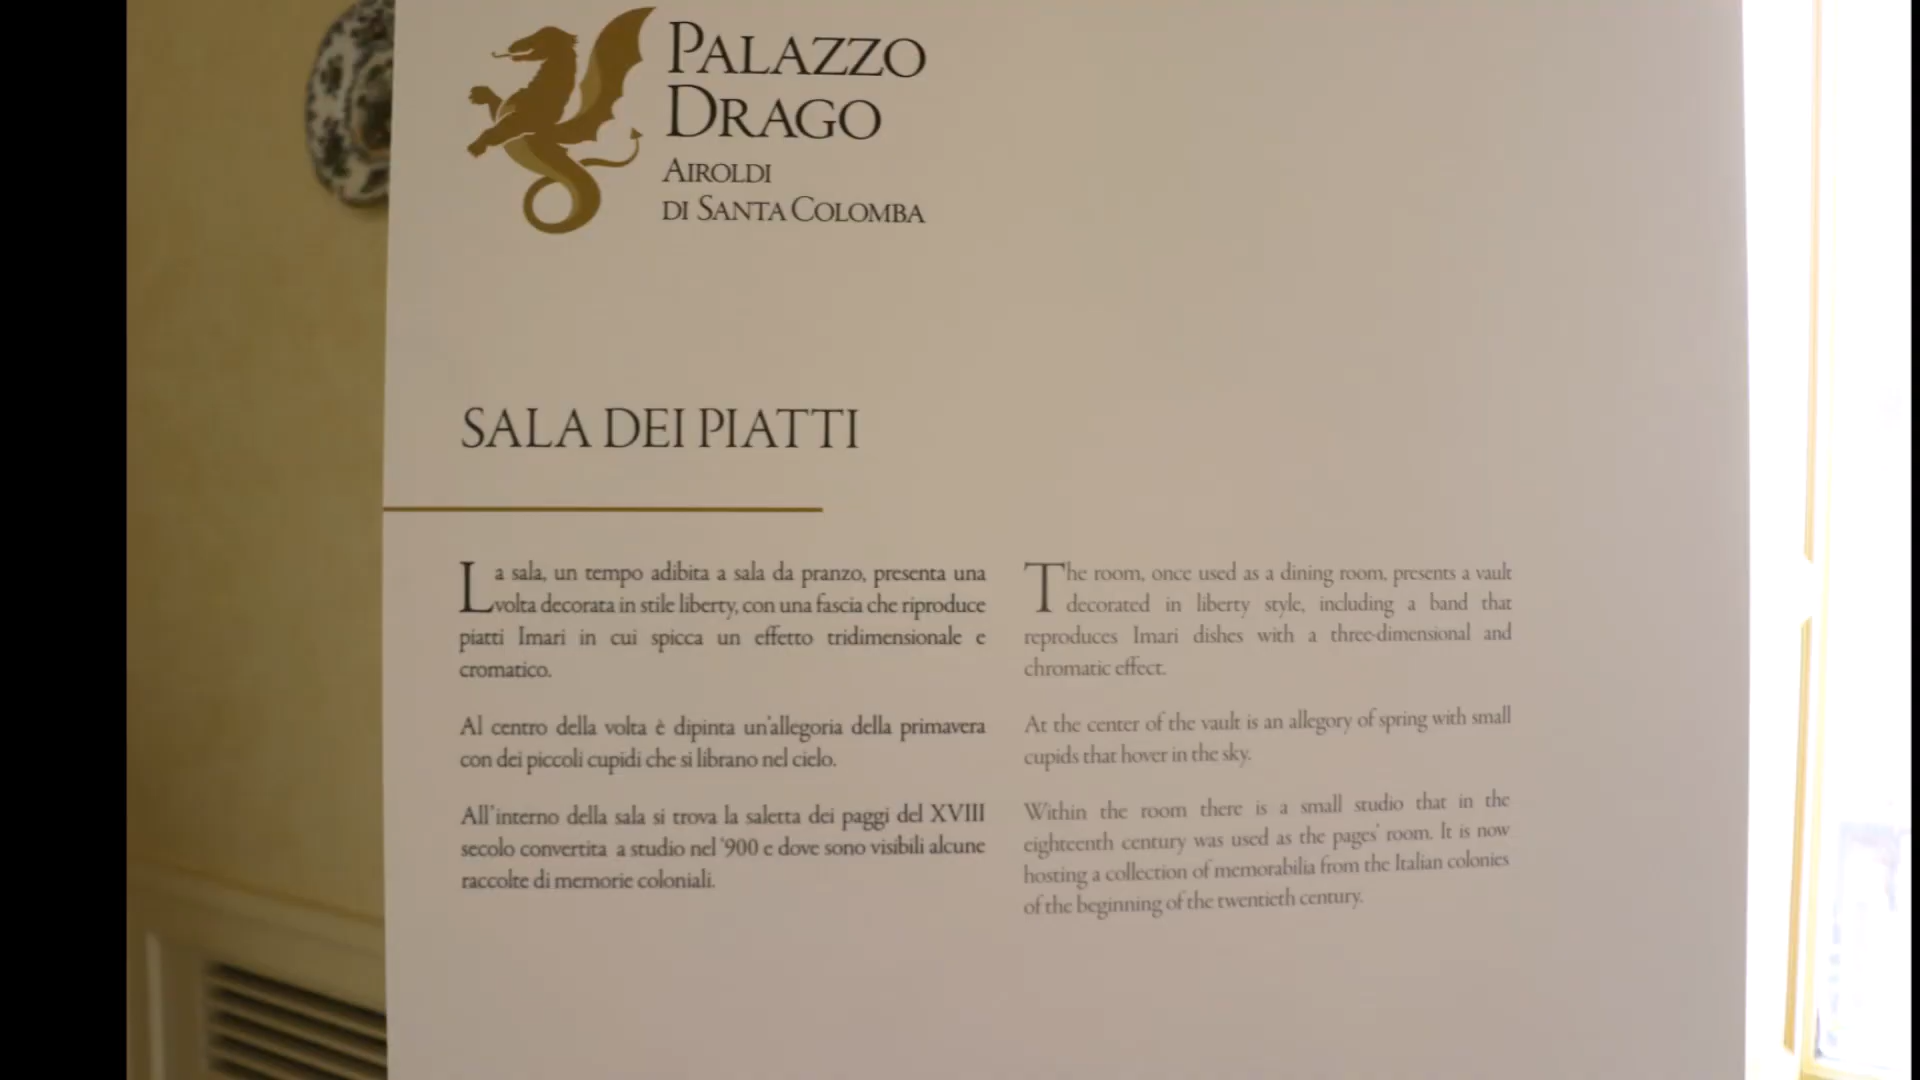 PALAZZO
DRAGO
AIROLDI
DI SANTA COLOMBA
SALA DEI PIATTI
La sala, un tempo adibita a sala da pranzo, presenta una
volta decorata in stile liberty, con una fascia che riproduce
piatti Imari in cui spicca un effetto tridimensionale e
cromatico.
Al centro della volta è dipinta un'allegoria della primavera
con dei piccoli cupidi che si librano nel cielo.
All'interno della sala si trova la saletta dei paggi del XVIII
secolo convertita a studio nel '900 e dove sono visibili alcune
raccolte di memorie coloniali.
The room, once used as a dining room, presents a vault
decorated in liberty style, including a band that
reproduces Imari dishes with a three-dimensional and
chromatic effect.
At the center of the vault is an allegory of spring with small
cupids that hover in the sky.
Within the room there is a small studio that in the
eighteenth century was used as the pages' room. It is now
hosting a collection of memorabilia from the Italian colonies
of the beginning of the twentieth century.